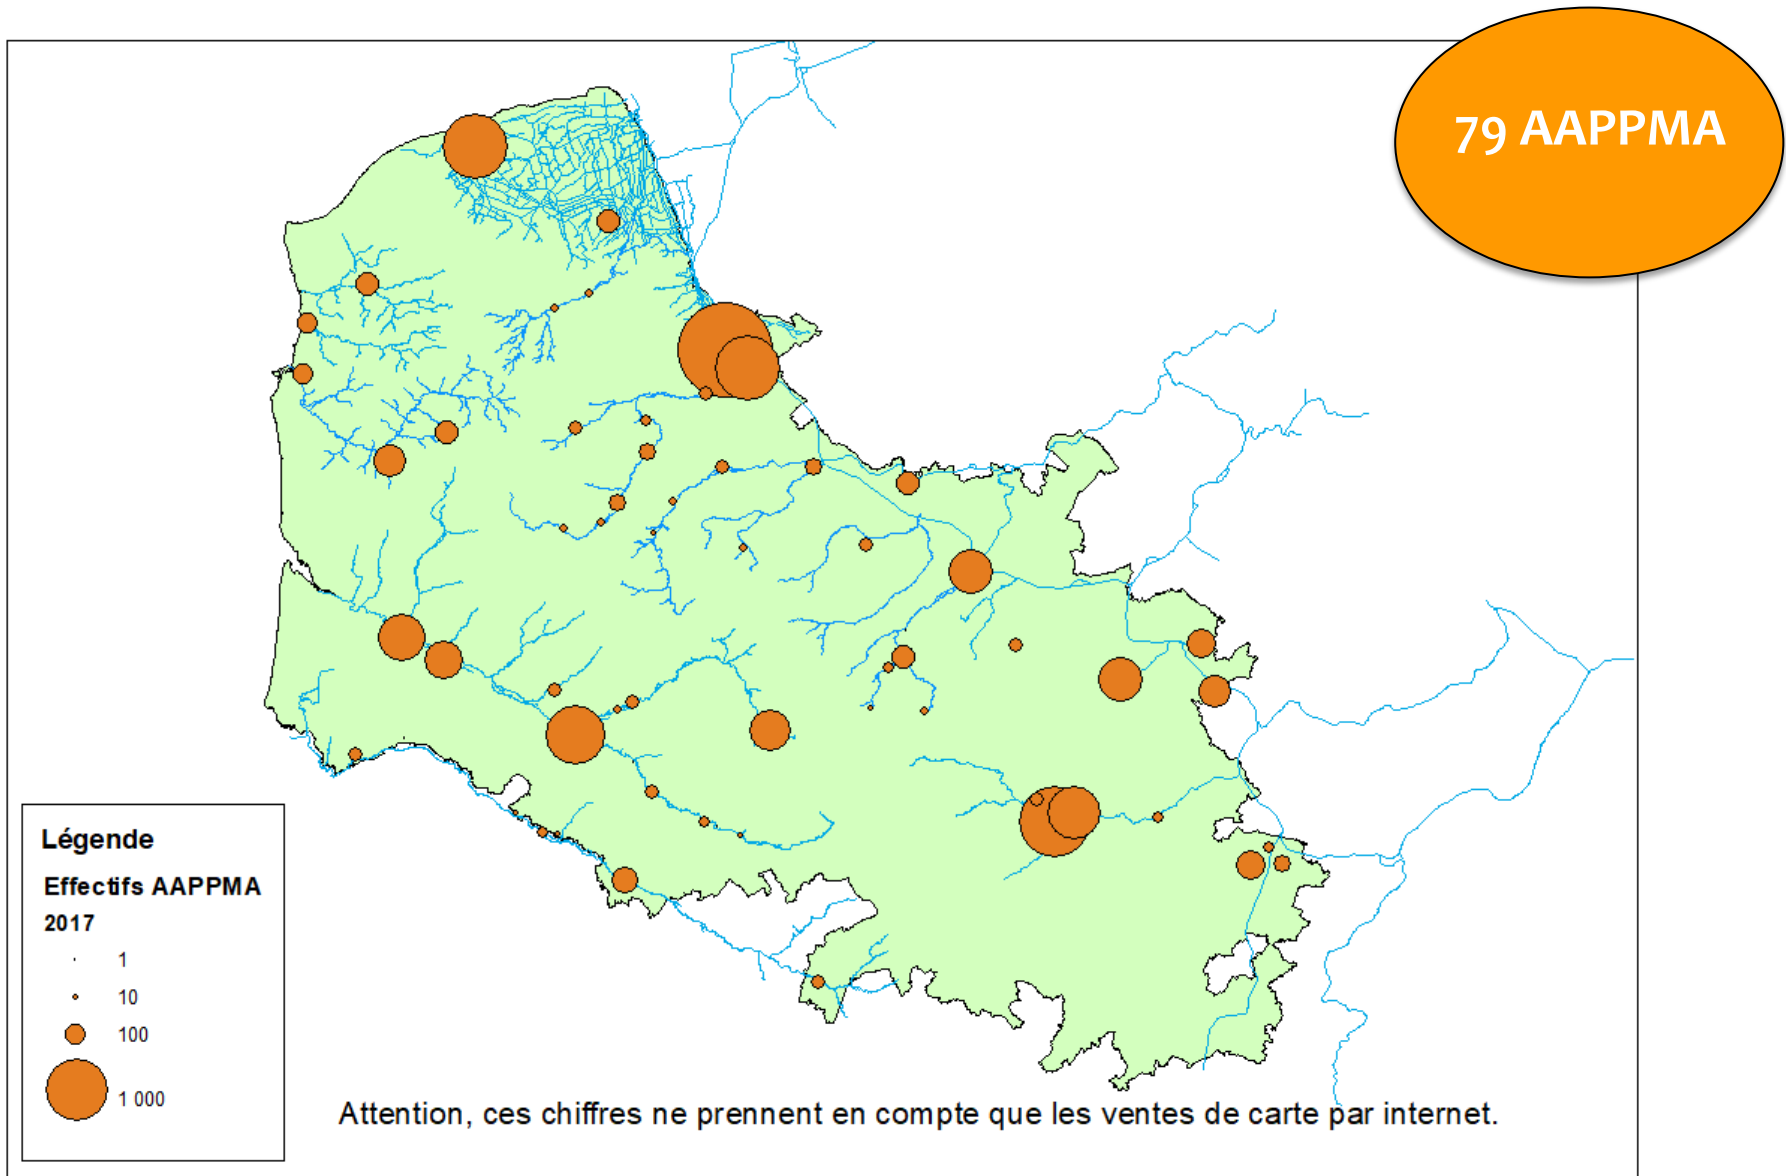 79 AAPPMA
Légende
Effectifs AAPPMA
2017
1
10
100
1 000
Attention, ces chiffres ne prennent en compte que les ventes de carte par internet.